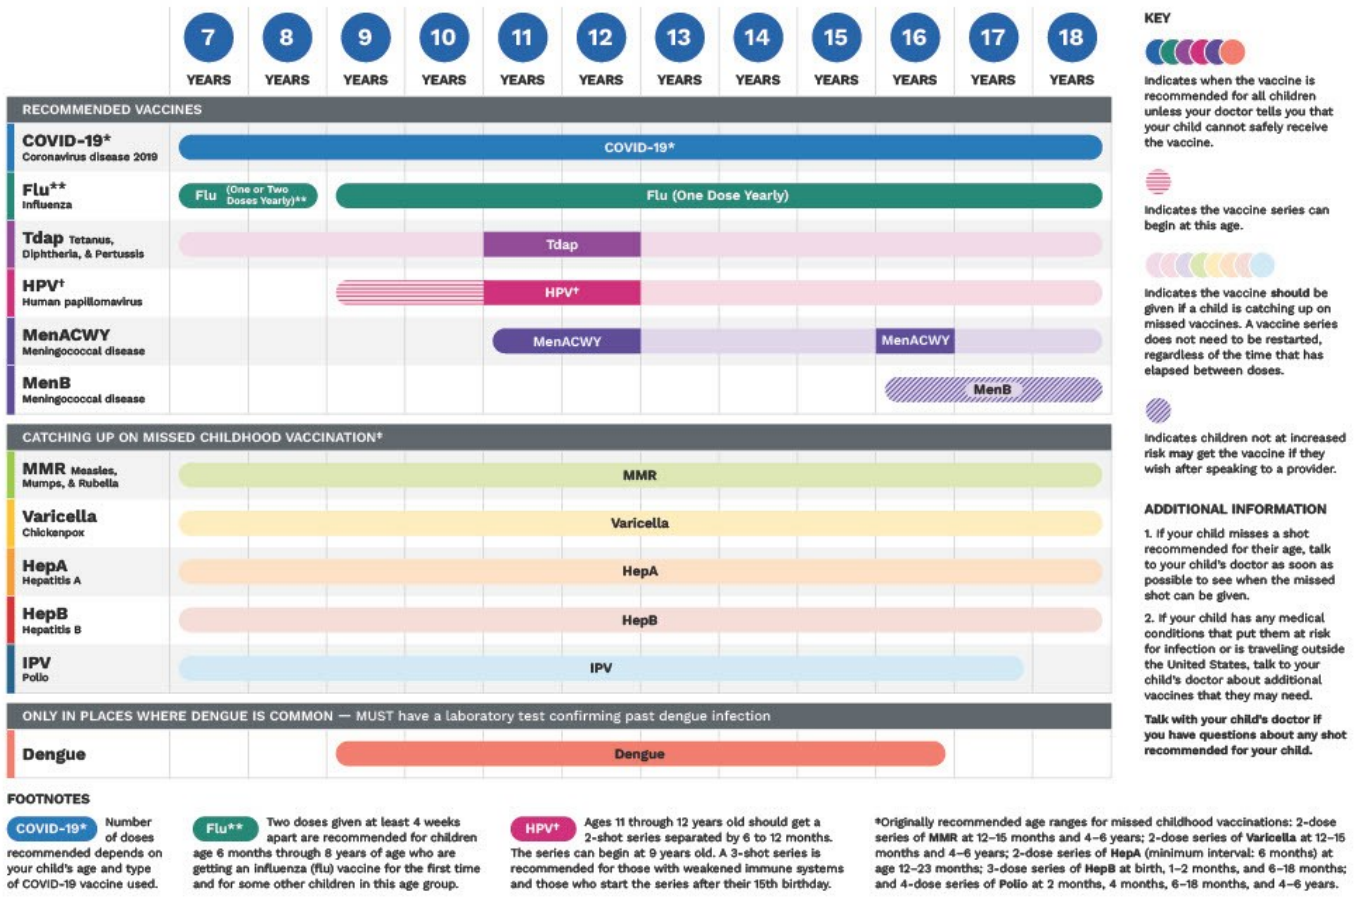 7 8 9 10 11 12 13 14 15 16 17 18
YEARS YEARS YEARS YEARS YEARS YEARS YEARS YEARS YEARS YEARS YEARS YEARS
RECOMMENDED VACCINES
COVID-19*
Coronavirus disease 2019
COVID-19*
Flu**
Influenza
Flu (One or Two
Doses Yearly)**
Flu (One Dose Yearly)
Tdap Tetanus,
Diphtheria, & Pertussis
Tdap
HPV†
Human papillomavirus
HPV†
MenACWY
Meningococcal disease
MenACWY
MenACWY
MenB
Meningococcal disease
MenB
CATCHING UP ON MISSED CHILDHOOD VACCINATION‡
MMR Measles,
Mumps, & Rubella
MMR
Varicella
Chickenpox
Varicella
HepA
Hepatitis A
HepA
HepB
Hepatitis B
HepB
IPV
Polio
IPV
ONLY IN PLACES WHERE DENGUE IS COMMON — MUST have a laboratory test confirming past dengue infection
Dengue
Dengue
KEY
Indicates when the vaccine is
recommended for all children
unless your doctor tells you that
your child cannot safely receive
the vaccine.
Indicates the vaccine series can
begin at this age.
Indicates the vaccine should be
given if a child is catching up on
missed vaccines. A vaccine series
does not need to be restarted,
regardless of the time that has
elapsed between doses.
Indicates children not at increased
risk may get the vaccine if they
wish after speaking to a provider.
ADDITIONAL INFORMATION
1. If your child misses a shot
recommended for their age, talk
to your child's doctor as soon as
possible to see when the missed
shot can be given.
2. If your child has any medical
conditions that put them at risk
for infection or is traveling outside
the United States, talk to your
child's doctor about additional
vaccines that they may need.
Talk with your child's doctor if
you have questions about any shot
recommended for your child.
FOOTNOTES
COVID-19* Number
of doses
recommended depends on
your child's age and type
of COVID-19 vaccine used.
Flu** Two doses given at least 4 weeks
apart are recommended for children
age 6 months through 8 years of age who are
getting an influenza (flu) vaccine for the first time
and for some other children in this age group.
HPV† Ages 11 through 12 years old should get a
2-shot series separated by 6 to 12 months.
The series can begin at 9 years old. A 3-shot series is
recommended for those with weakened immune systems
and those who start the series after their 15th birthday.
‡Originally recommended age ranges for missed childhood vaccinations: 2-dose
series of MMR at 12–15 months and 4–6 years; 2-dose series of Varicella at 12–15
months and 4–6 years; 2-dose series of HepA (minimum interval: 6 months) at
age 12–23 months; 3-dose series of HepB at birth, 1–2 months, and 6–18 months;
and 4-dose series of Polio at 2 months, 4 months, 6–18 months, and 4–6 years.